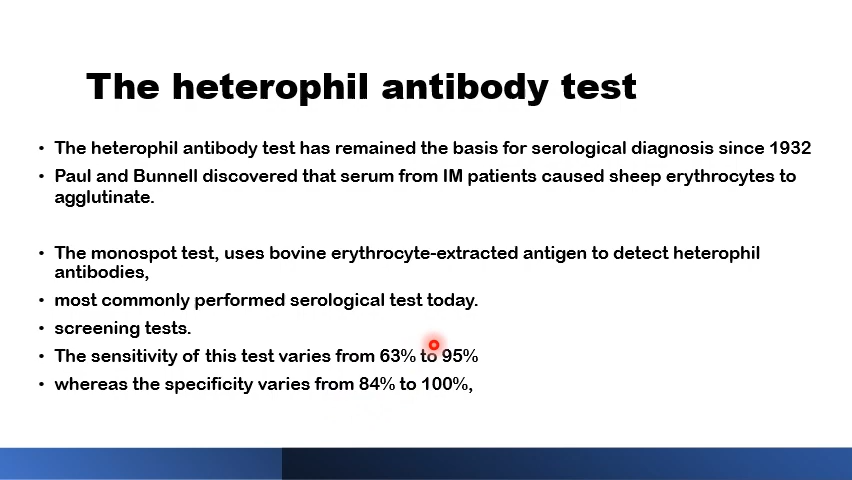 The heterophil antibody test
• The heterophil antibody test has remained the basis for serological diagnosis since 1932
• Paul and Bunnell discovered that serum from IM patients caused sheep erythrocytes to
agglutinate.
• The monospot test, uses bovine erythrocyte-extracted antigen to detect heterophil
antibodies,
• most commonly performed serological test today.
• screening tests.
• The sensitivity of this test varies from 63% to 95%
• whereas the specificity varies from 84% to 100%,